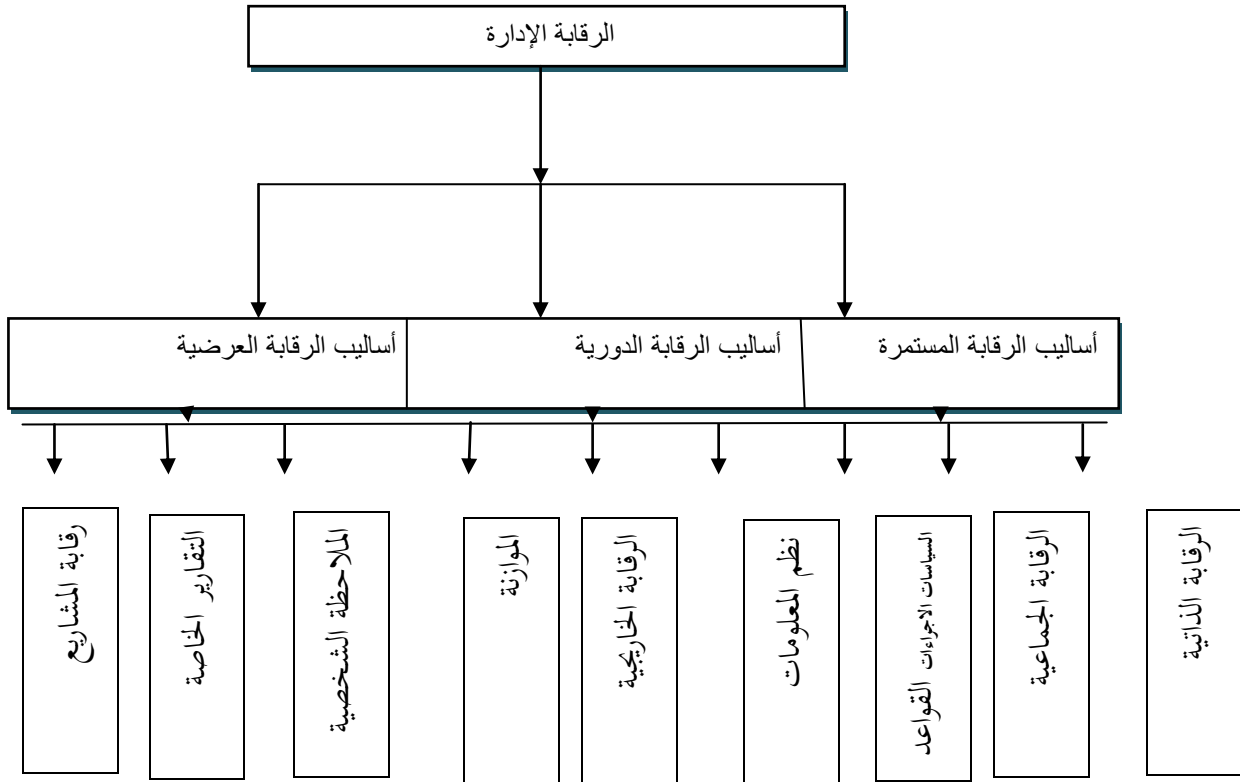 الرقابة الإدارة
أساليب الرقابة المستمرة
أساليب الرقابة الدورية
أساليب الرقابة العرضية
الرقابة الذاتية
الرقابة الجماعية
السياسات الاجراءات القواعد
نظم المعلومات
الرقابة الخاريجية
الموازنة
الملاحظة الشخصية
التقارير الخاصة
رقابة المشاريع